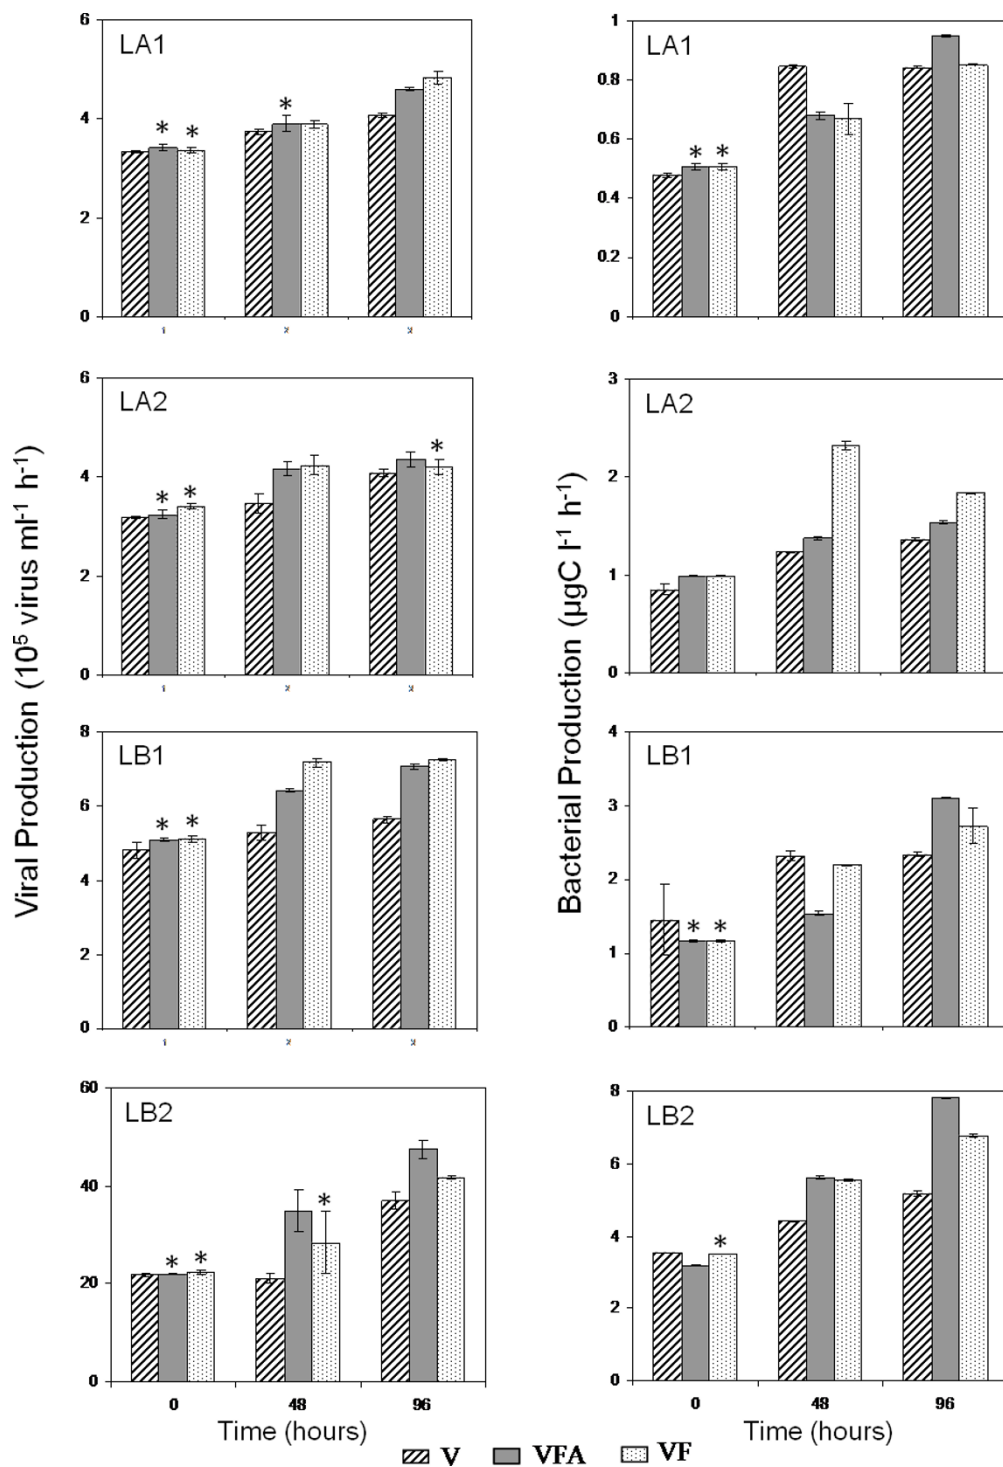 Viral Production (10⁵ virus ml⁻¹ h⁻¹)
LA1
6
4
2
0
LA2
6
4
2
0
LB1
8
6
4
2
0
LB2
60
40
20
0
0 48 96
Time (hours)
Bacterial Production (µgC l⁻¹ h⁻¹)
LA1
1
0.8
0.6
0.4
0.2
0
LA2
3
2
1
0
LB1
4
3
2
1
0
LB2
8
6
4
2
0
0 48 96
Time (hours)
V VFA VF